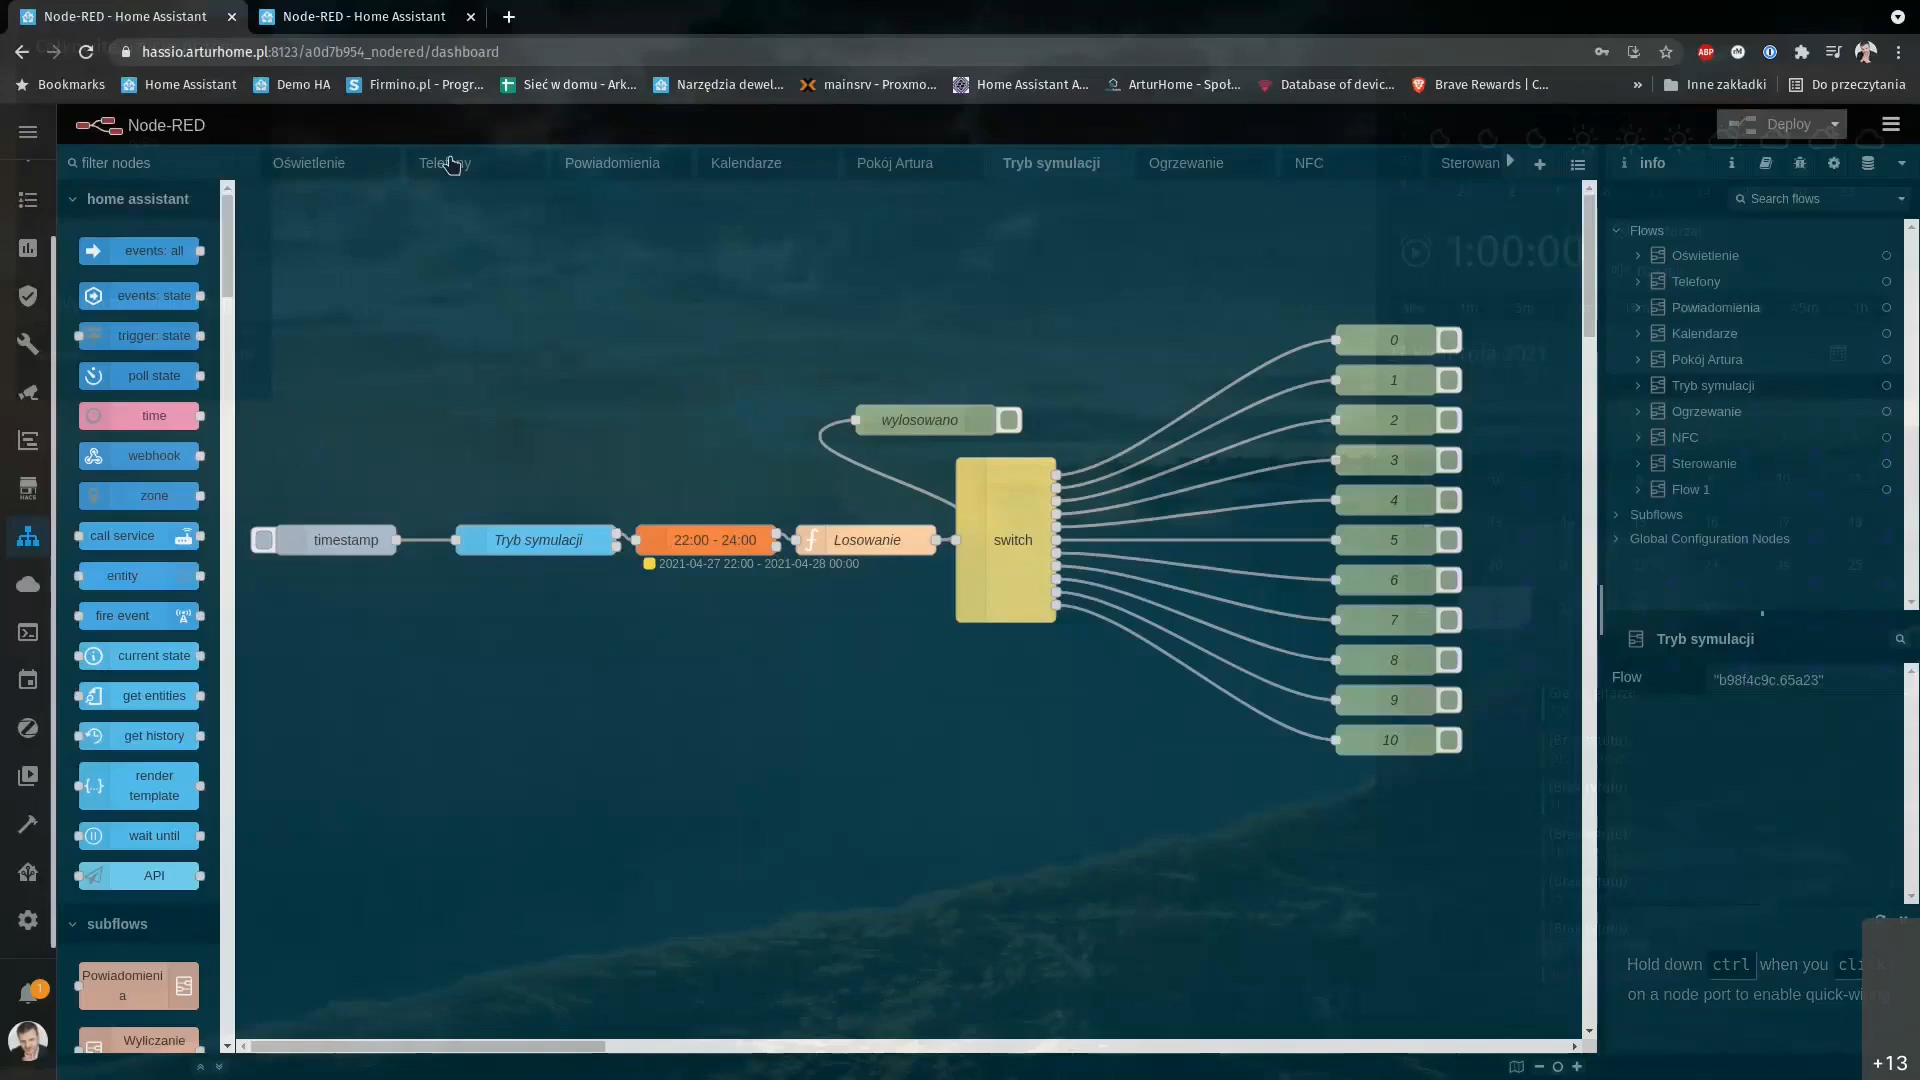 Node-RED - Home Assistant
Node-RED - Home Assistant
hassio.arturhome.pl:8123/a0d7b954_nodered/dashboard
Bookmarks
Home Assistant
Demo HA
Firmino.pl - Progr...
Sieć w domu - Ark...
Narzędzia dewel...
mainsrv - Proxmo...
Home Assistant A...
ArturHome - Społ...
Database of devic...
Brave Rewards | C...
»
Inne zakładki
Do przeczytania
Node-RED
Deploy
filter nodes
Oświetlenie
Telefony
Powiadomienia
Kalendarze
Pokój Artura
Tryb symulacji
Ogrzewanie
NFC
Sterowan
info
home assistant
events: all
events: state
trigger: state
poll state
time
webhook
zone
call service
entity
fire event
current state
get entities
get history
render
template
wait until
API
subflows
Powiadomieni
a
Wyliczanie
HACS
1
timestamp
Tryb symulacji
22:00 - 24:00
2021-04-27 22:00 - 2021-04-28 00:00
Losowanie
wylosowano
switch
0
1
2
3
4
5
6
7
8
9
10
1:00:00
Search flows
Flows
Oświetlenie
Telefony
Powiadomienia
Kalendarze
Pokój Artura
Tryb symulacji
Ogrzewanie
NFC
Sterowanie
Flow 1
Subflows
Global Configuration Nodes
Tryb symulacji
Flow
"b98f4c9c.65a23"
Hold down ctrl when you click
on a node port to enable quick-wiring
+13